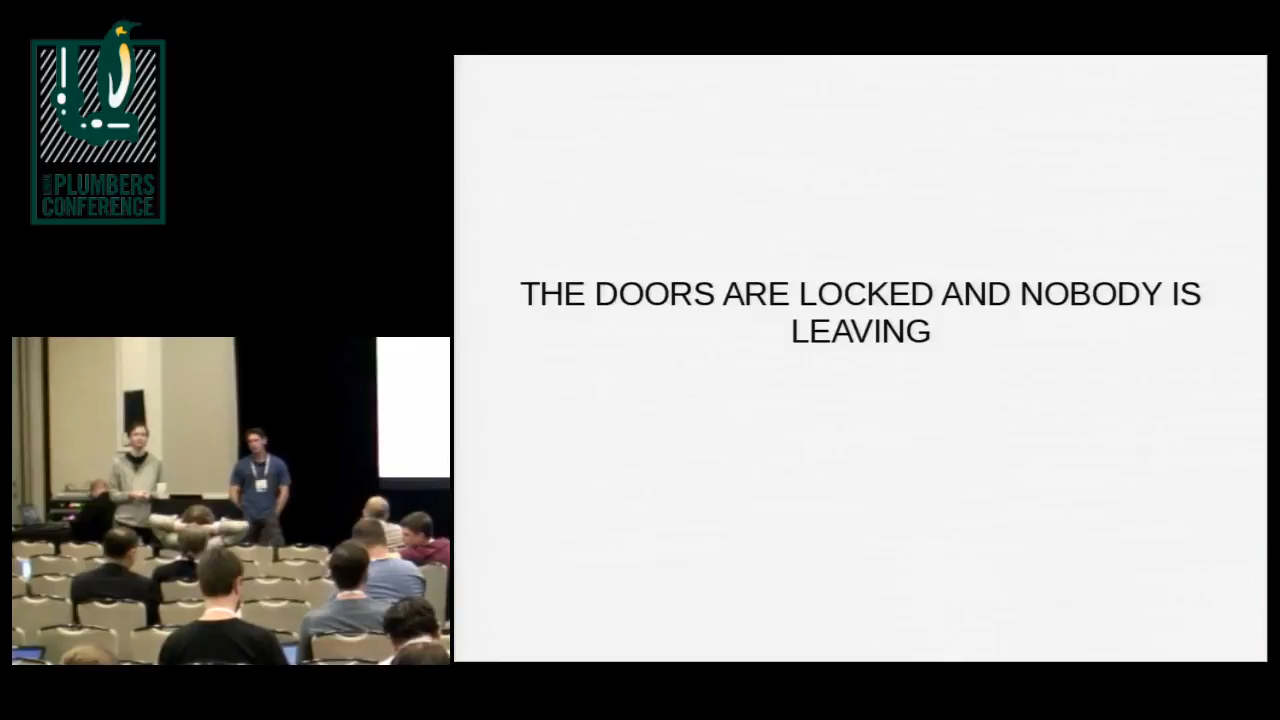 PLUMBERS
CONFERENCE
THE DOORS ARE LOCKED AND NOBODY IS
LEAVING